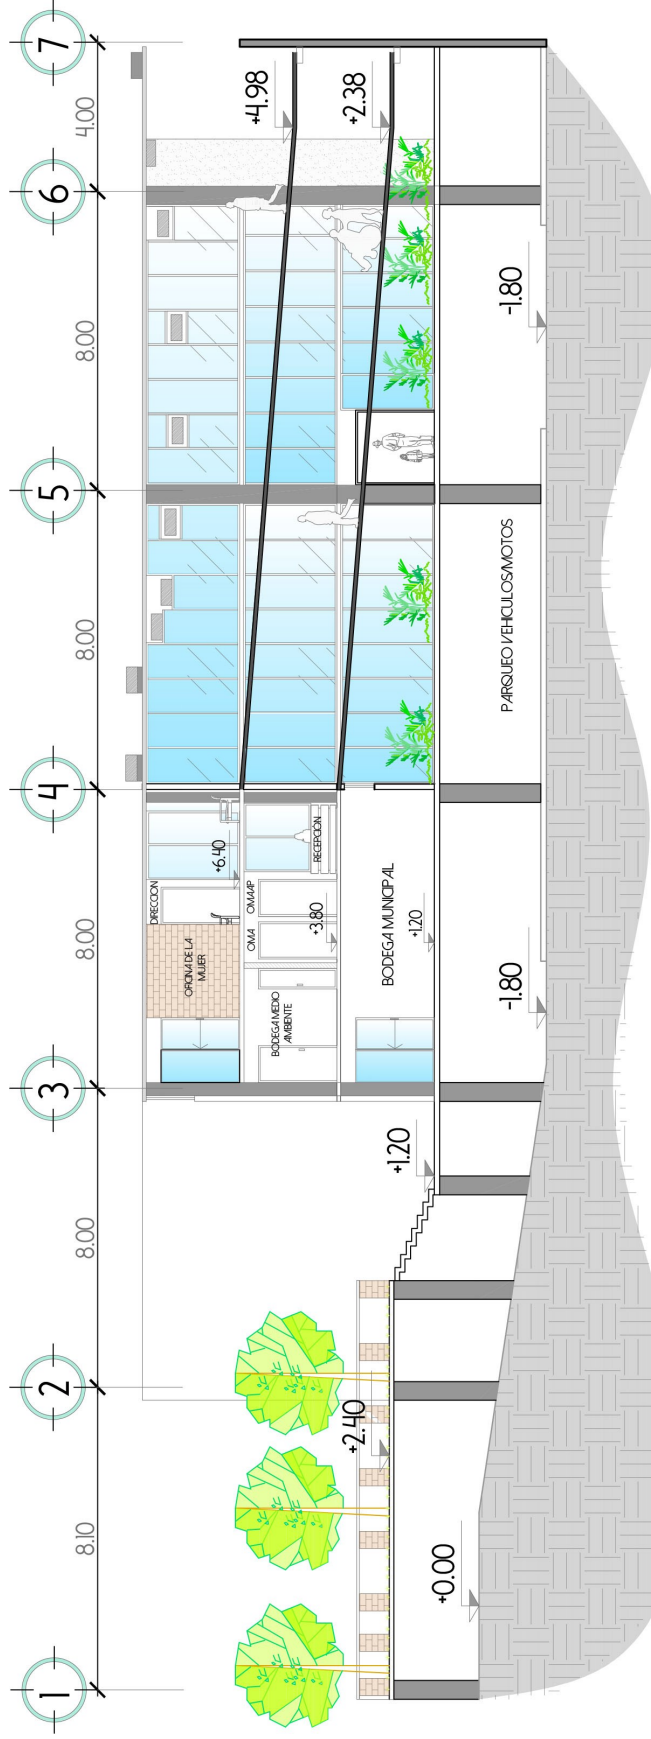 1
2
3
4
5
6
7
8.10
8.00
8.00
8.00
8.00
4.00
DIRECCION
OFICINA DE LA
MUJER
+6.40
OMA
OMAAP
RECEPCIÓN
BODEGA MEDIO
AMBIENTE
+3.80
BODEGA MUNICIPAL
+1.20
+4.98
+2.38
+1.20
+2.40
+0.00
-1.80
PARQUEO VEHICULOS/MOTOS
-1.80